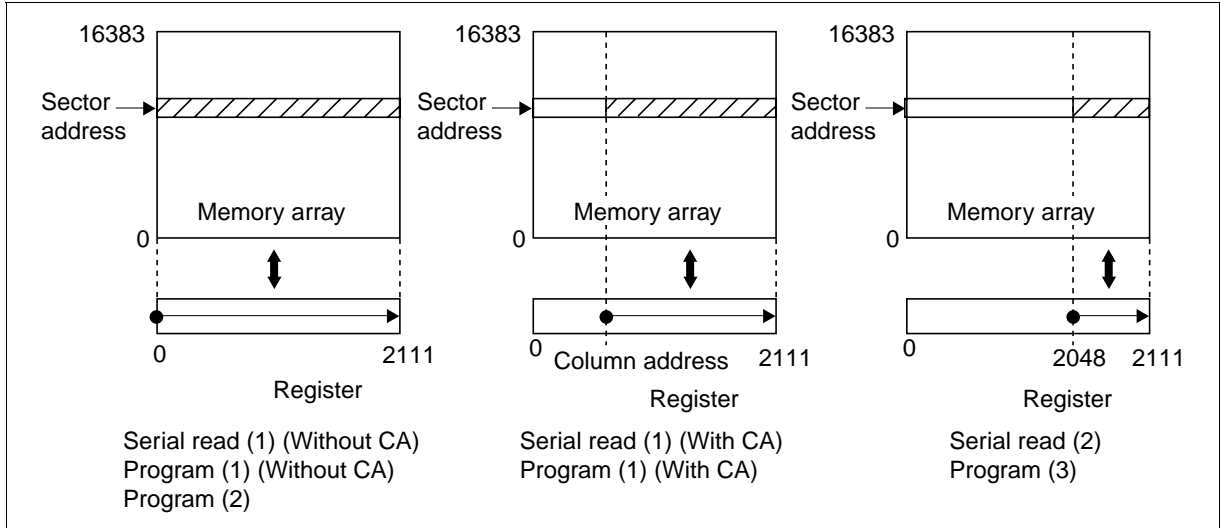 16383
Sector
address
Memory array
0
0
2111
Register
Serial read (1) (Without CA)
Program (1) (Without CA)
Program (2)
16383
Sector
address
Memory array
0
0
Column address
2111
Register
Serial read (1) (With CA)
Program (1) (With CA)
16383
Sector
address
Memory array
0
0
2048
2111
Register
Serial read (2)
Program (3)